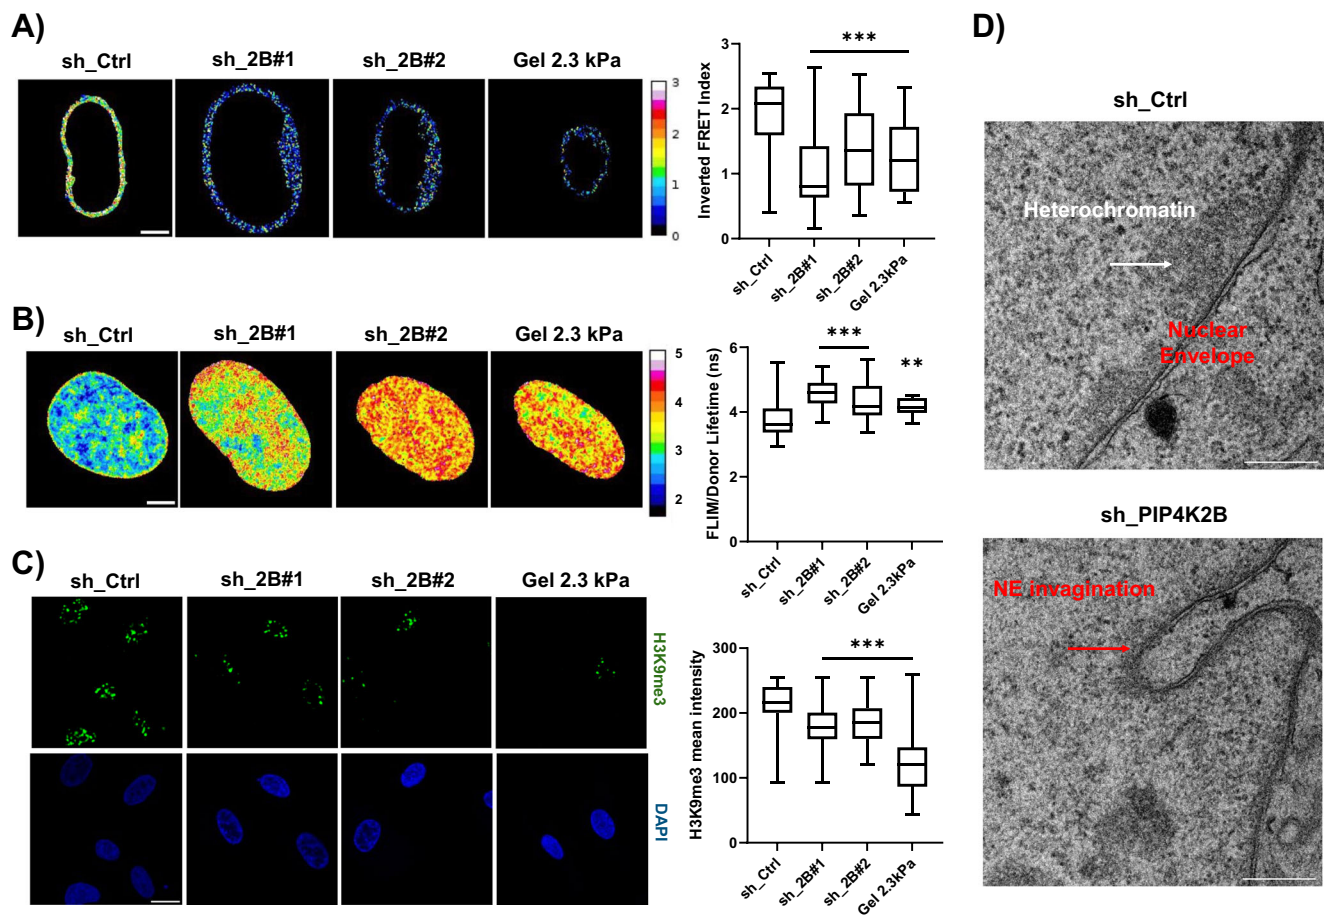 A)
sh_Ctrl
sh_2B#1
sh_2B#2
Gel 2.3 kPa
3
2
1
0
Inverted FRET Index
3
2
1
0
***
sh_Ctrl
sh_2B#1
sh_2B#2
Gel 2.3kPa
B)
sh_Ctrl
sh_2B#1
sh_2B#2
Gel 2.3 kPa
5
4
3
2
FLIM/Donor Lifetime (ns)
6
4
2
0
***
**
sh_Ctrl
sh_2B#1
sh_2B#2
Gel 2.3kPa
C)
sh_Ctrl
sh_2B#1
sh_2B#2
Gel 2.3 kPa
H3K9me3
DAPI
H3K9me3 mean intensity
300
200
100
0
***
sh_Ctrl
sh_2B#1
sh_2B#2
Gel 2.3kPa
D)
sh_Ctrl
Heterochromatin
Nuclear
Envelope
sh_PIP4K2B
NE invagination